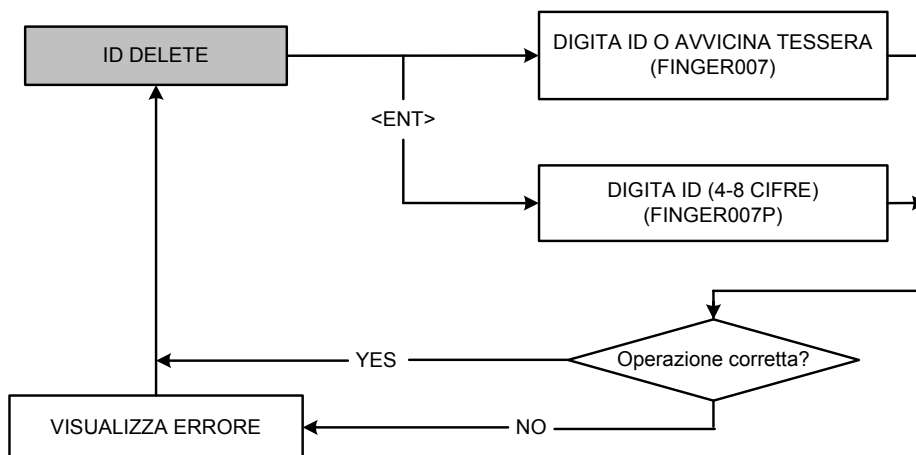 ID DELETE
DIGITA ID O AVVICINA TESSERA
(FINGER007)
<ENT>
DIGITA ID (4-8 CIFRE)
(FINGER007P)
Operazione corretta?
YES
VISUALIZZA ERRORE
NO